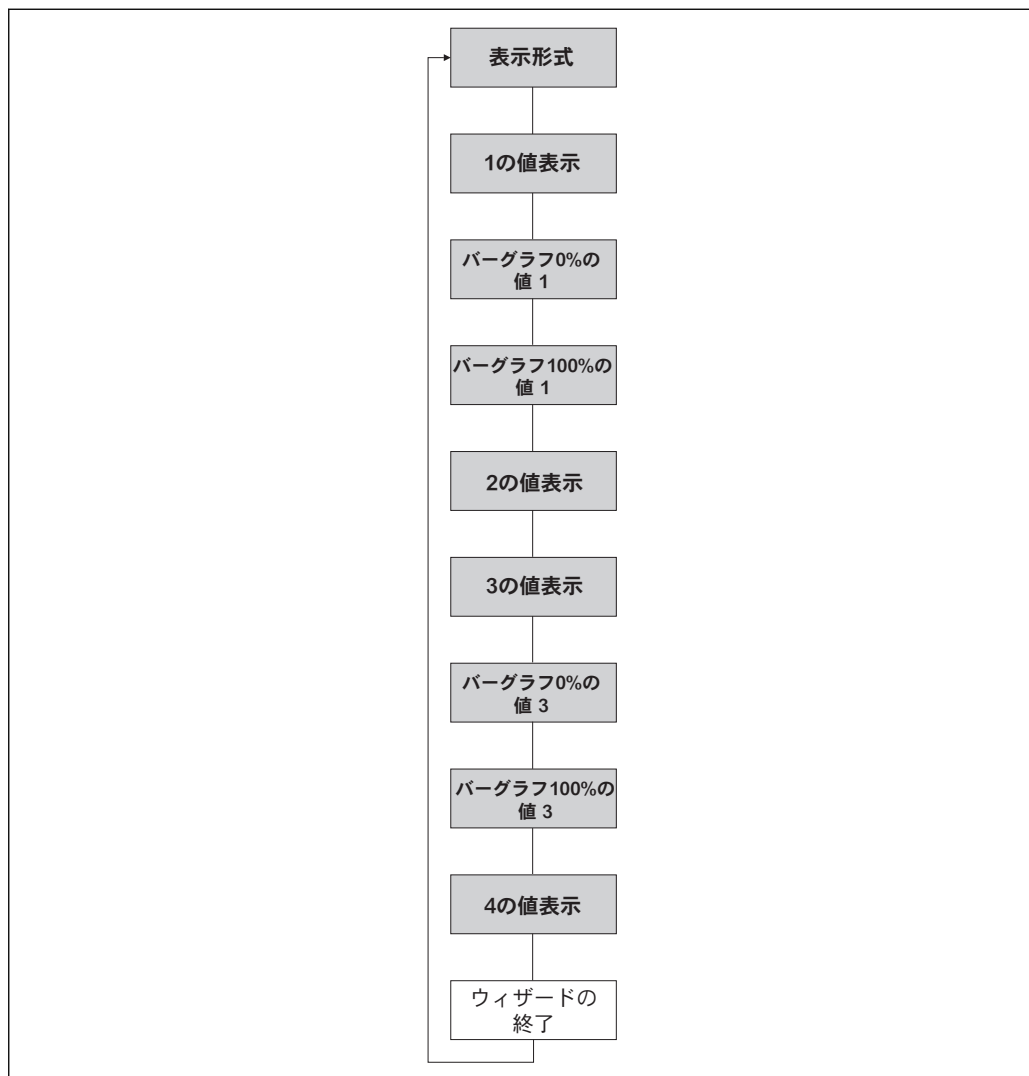 表示形式
1の値表示
バーグラフ0%の
値 1
バーグラフ100%の
値 1
2の値表示
3の値表示
バーグラフ0%の
値 3
バーグラフ100%の
値 3
4の値表示
ウィザードの
終了